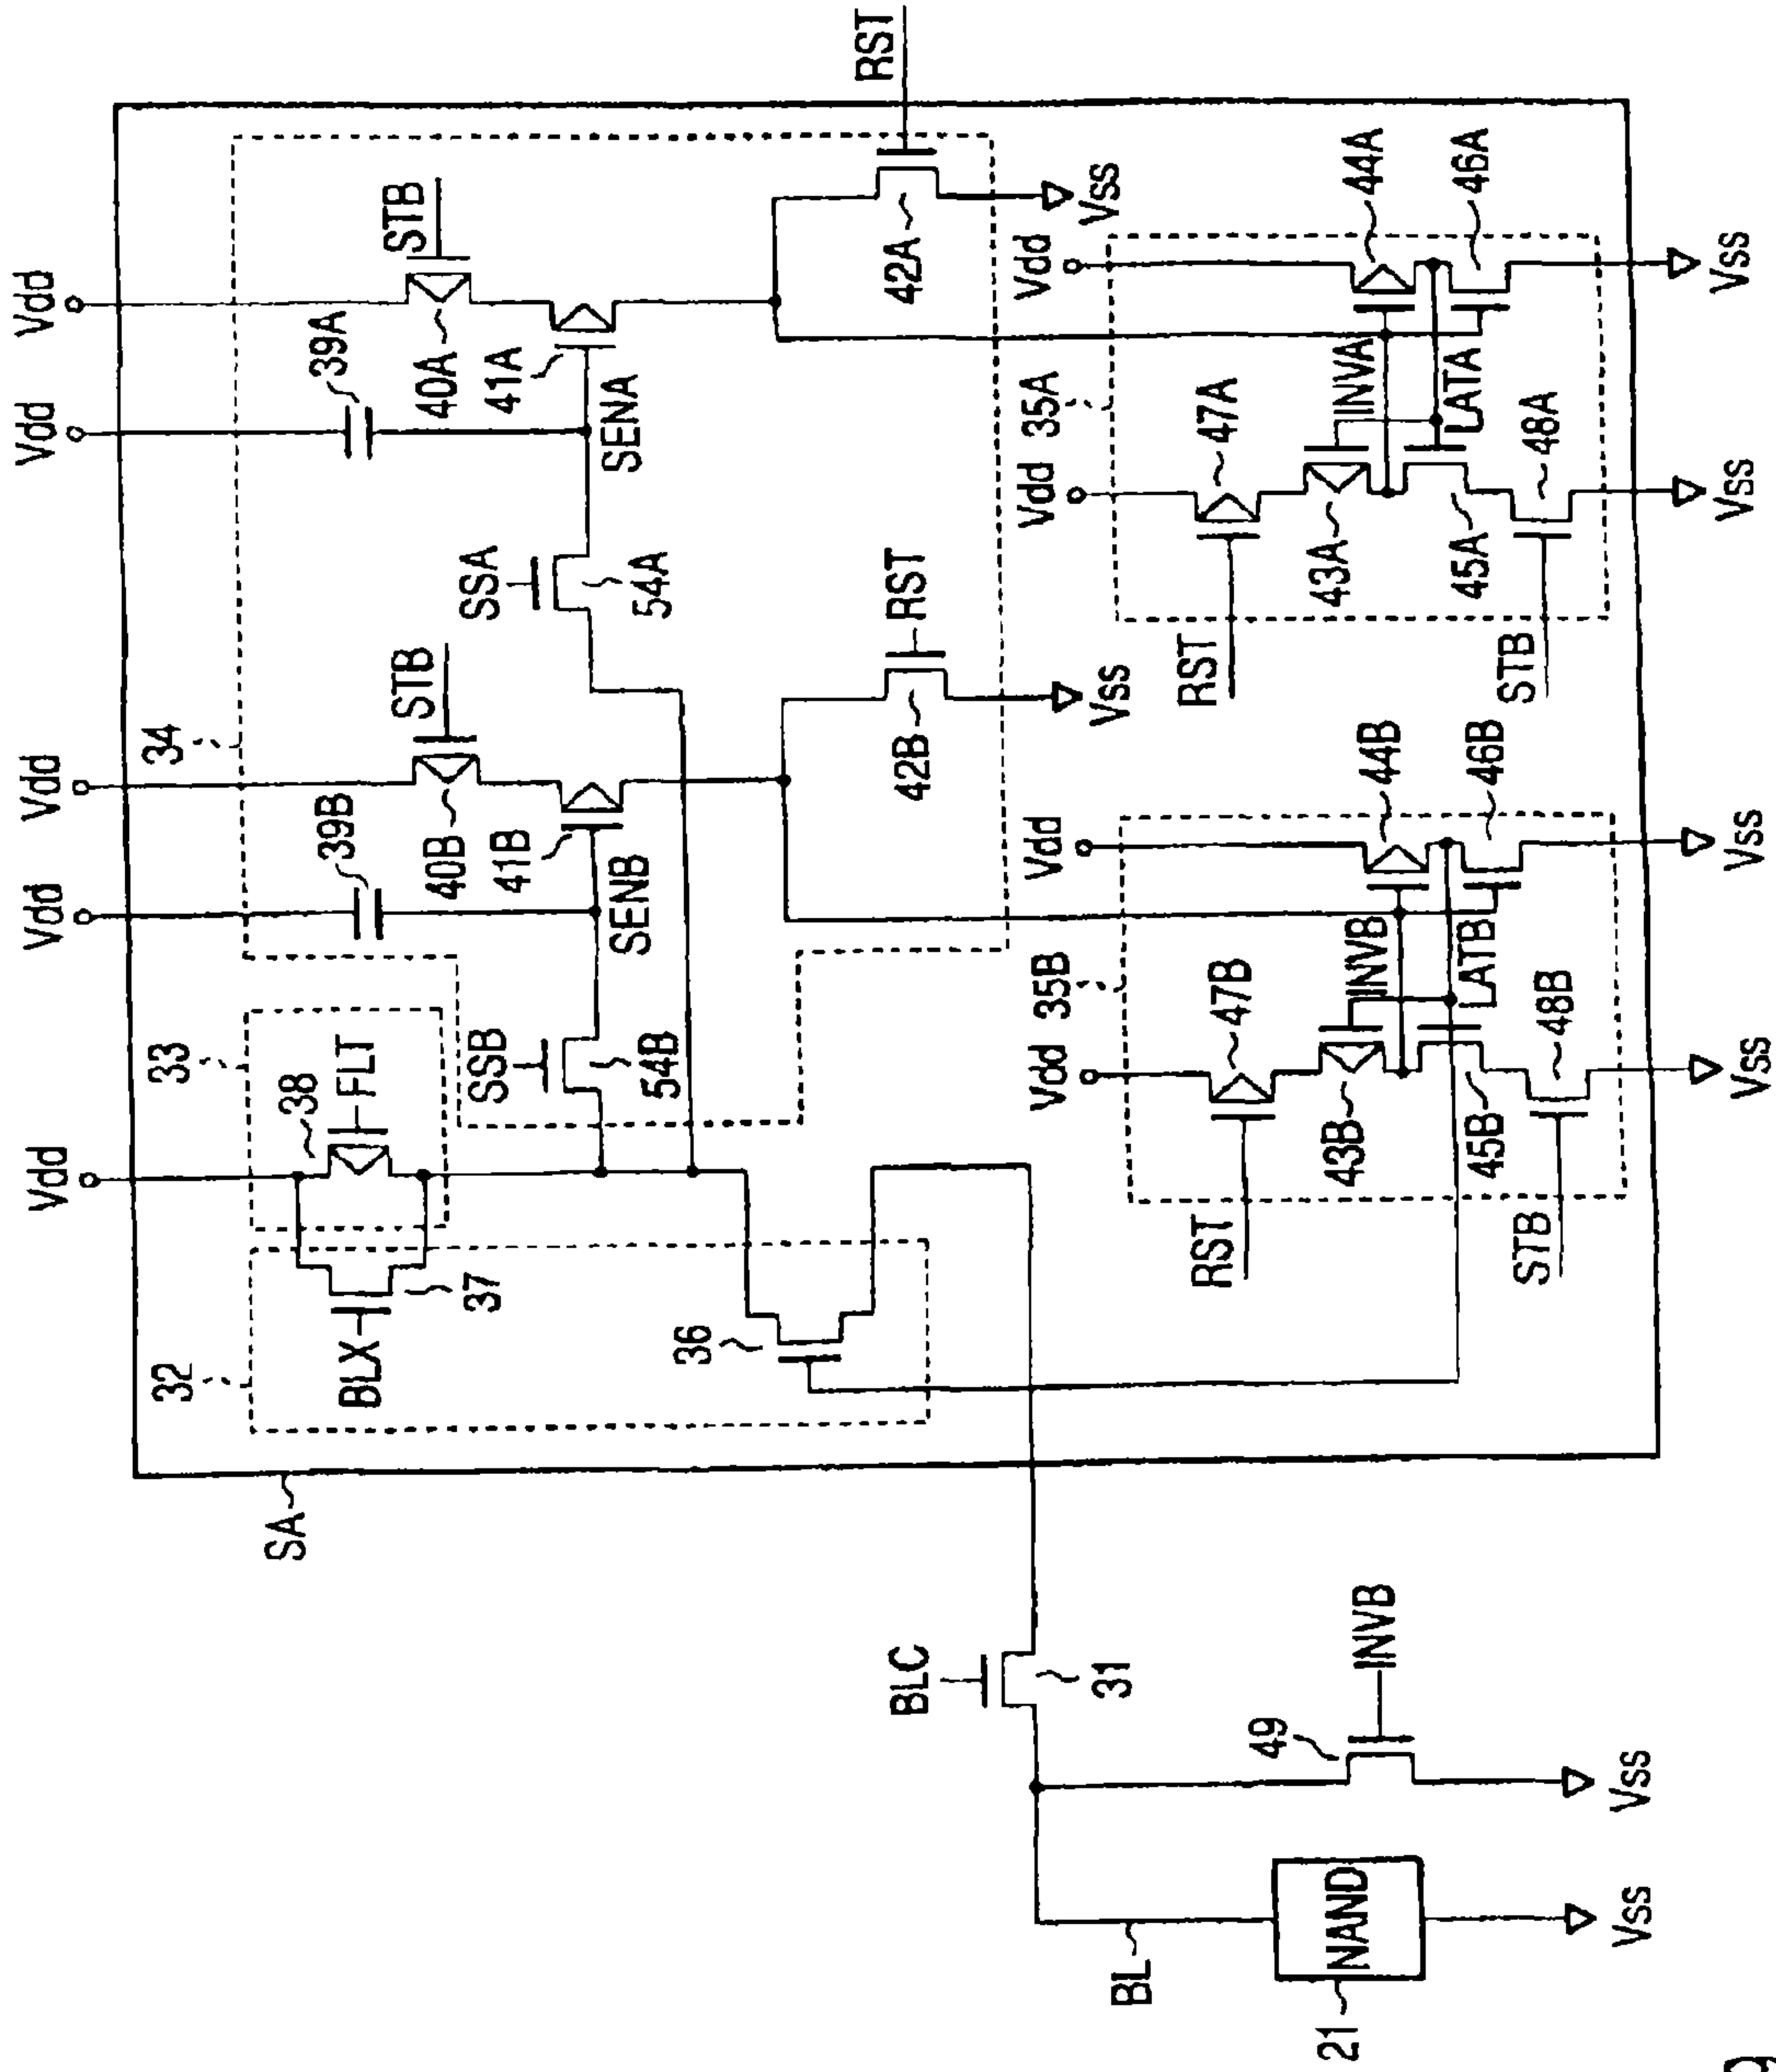 Vdd
Vdd
Vdd
Vdd
Vdd
34
33
32
SA
38
FLT
BLX
37
36
39B
40B
STB
41B
SENB
SSB
54B
39A
40A
STB
41A
SENA
SSA
54A
42B
RST
Vss
42A
RST
Vss
BLC
31
49
INVB
Vss
BL
NAND
21
Vss
35B
Vdd
Vdd
RST
47B
43B
INVB
LATB
44B
46B
45B
48B
STB
Vss
Vss
35A
Vdd
Vdd
RST
47A
43A
INVA
LATA
44A
46A
45A
48A
STB
Vss
Vss